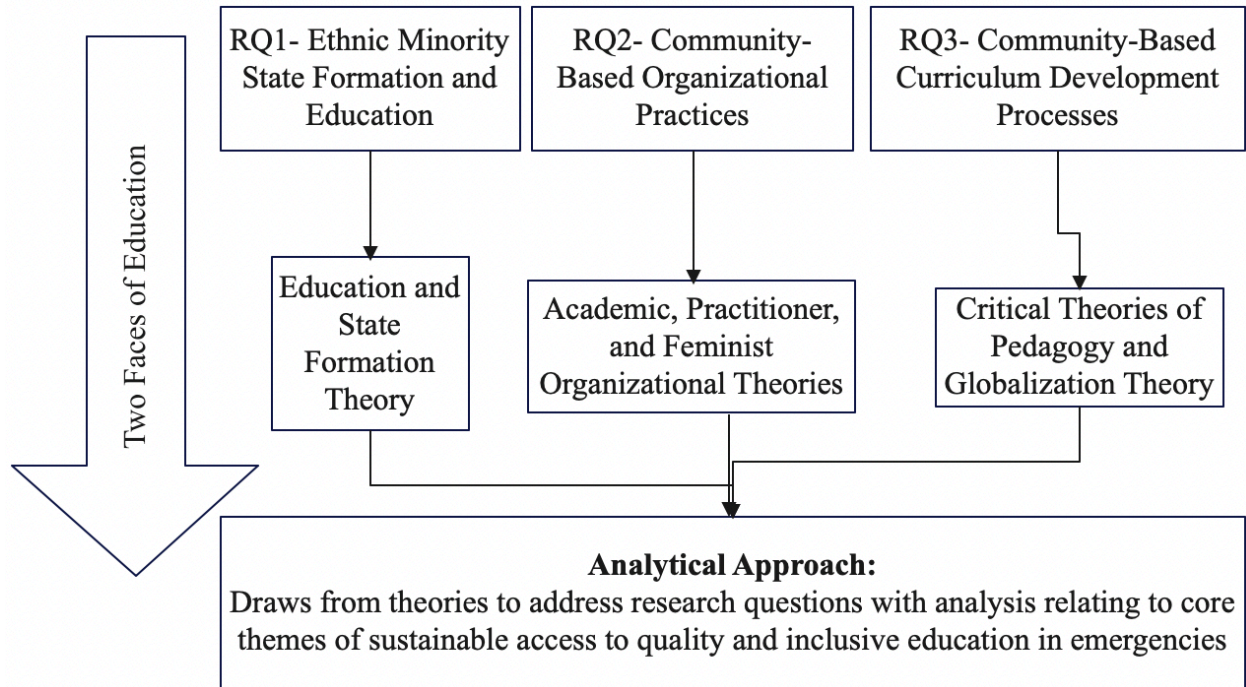 Two Faces of Education
RQ1- Ethnic Minority
State Formation and
Education
RQ2- Community-
Based Organizational
Practices
RQ3- Community-Based
Curriculum Development
Processes
Education and
State
Formation
Theory
Academic, Practitioner,
and Feminist
Organizational Theories
Critical Theories of
Pedagogy and
Globalization Theory
Analytical Approach:
Draws from theories to address research questions with analysis relating to core
themes of sustainable access to quality and inclusive education in emergencies